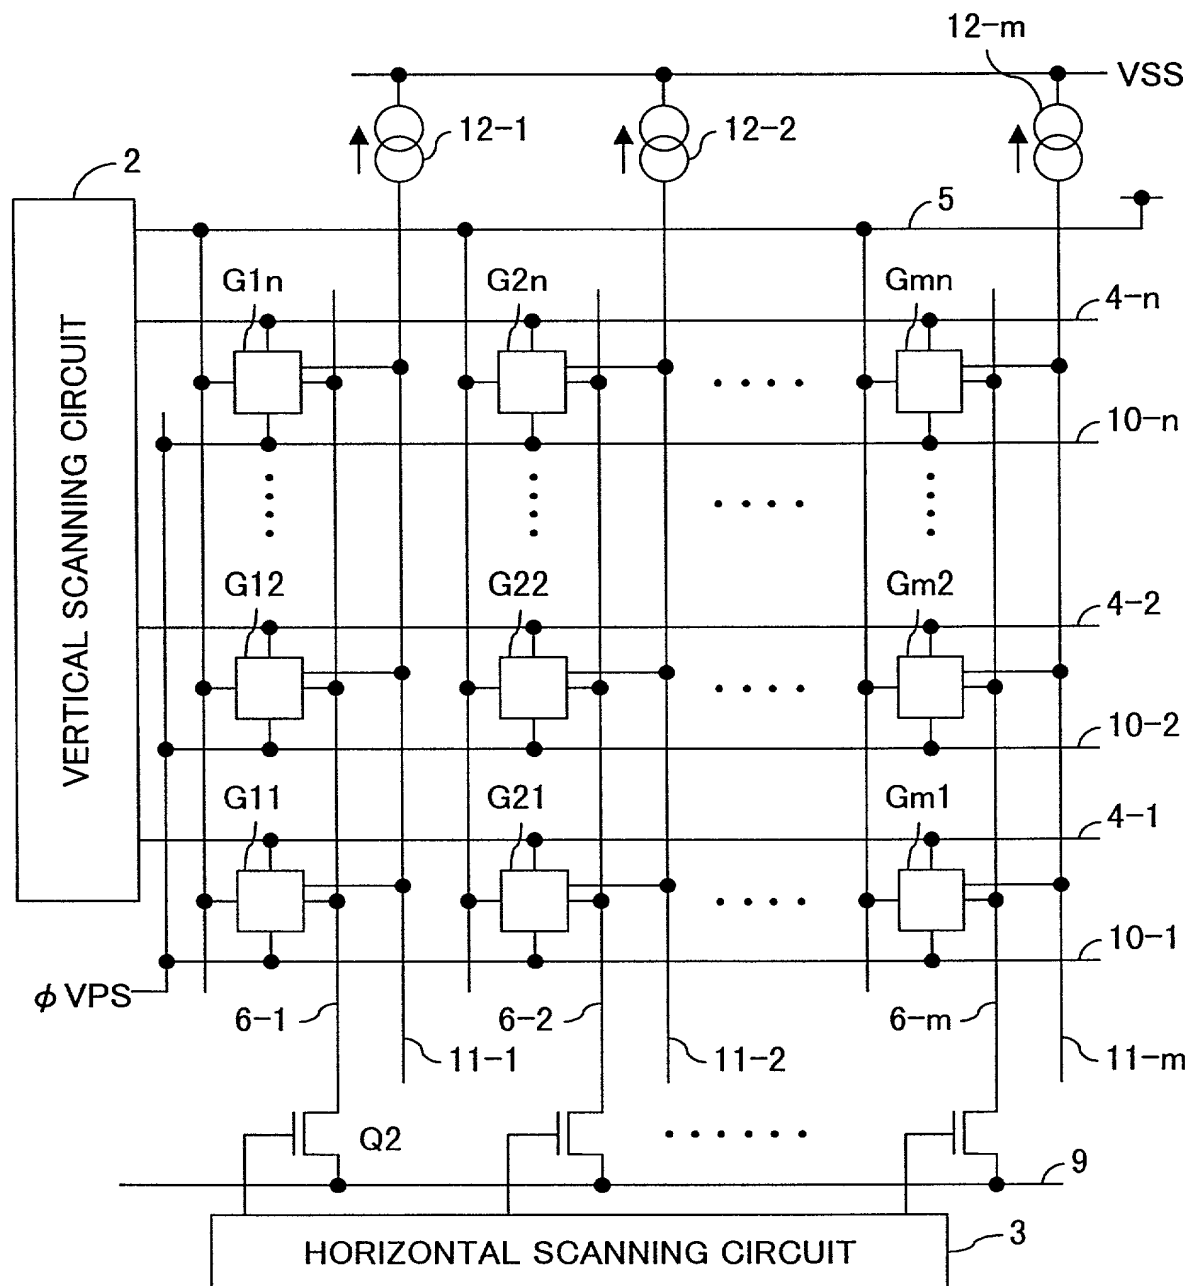 12-m
VSS
12-1
12-2
2
5
G1n
G2n
Gmn
4-n
10-n
VERTICAL SCANNING CIRCUIT
G12
G22
Gm2
4-2
10-2
G11
G21
Gm1
4-1
10-1
ϕ VPS
6-1
6-2
6-m
11-1
11-2
11-m
Q2
9
HORIZONTAL SCANNING CIRCUIT
3